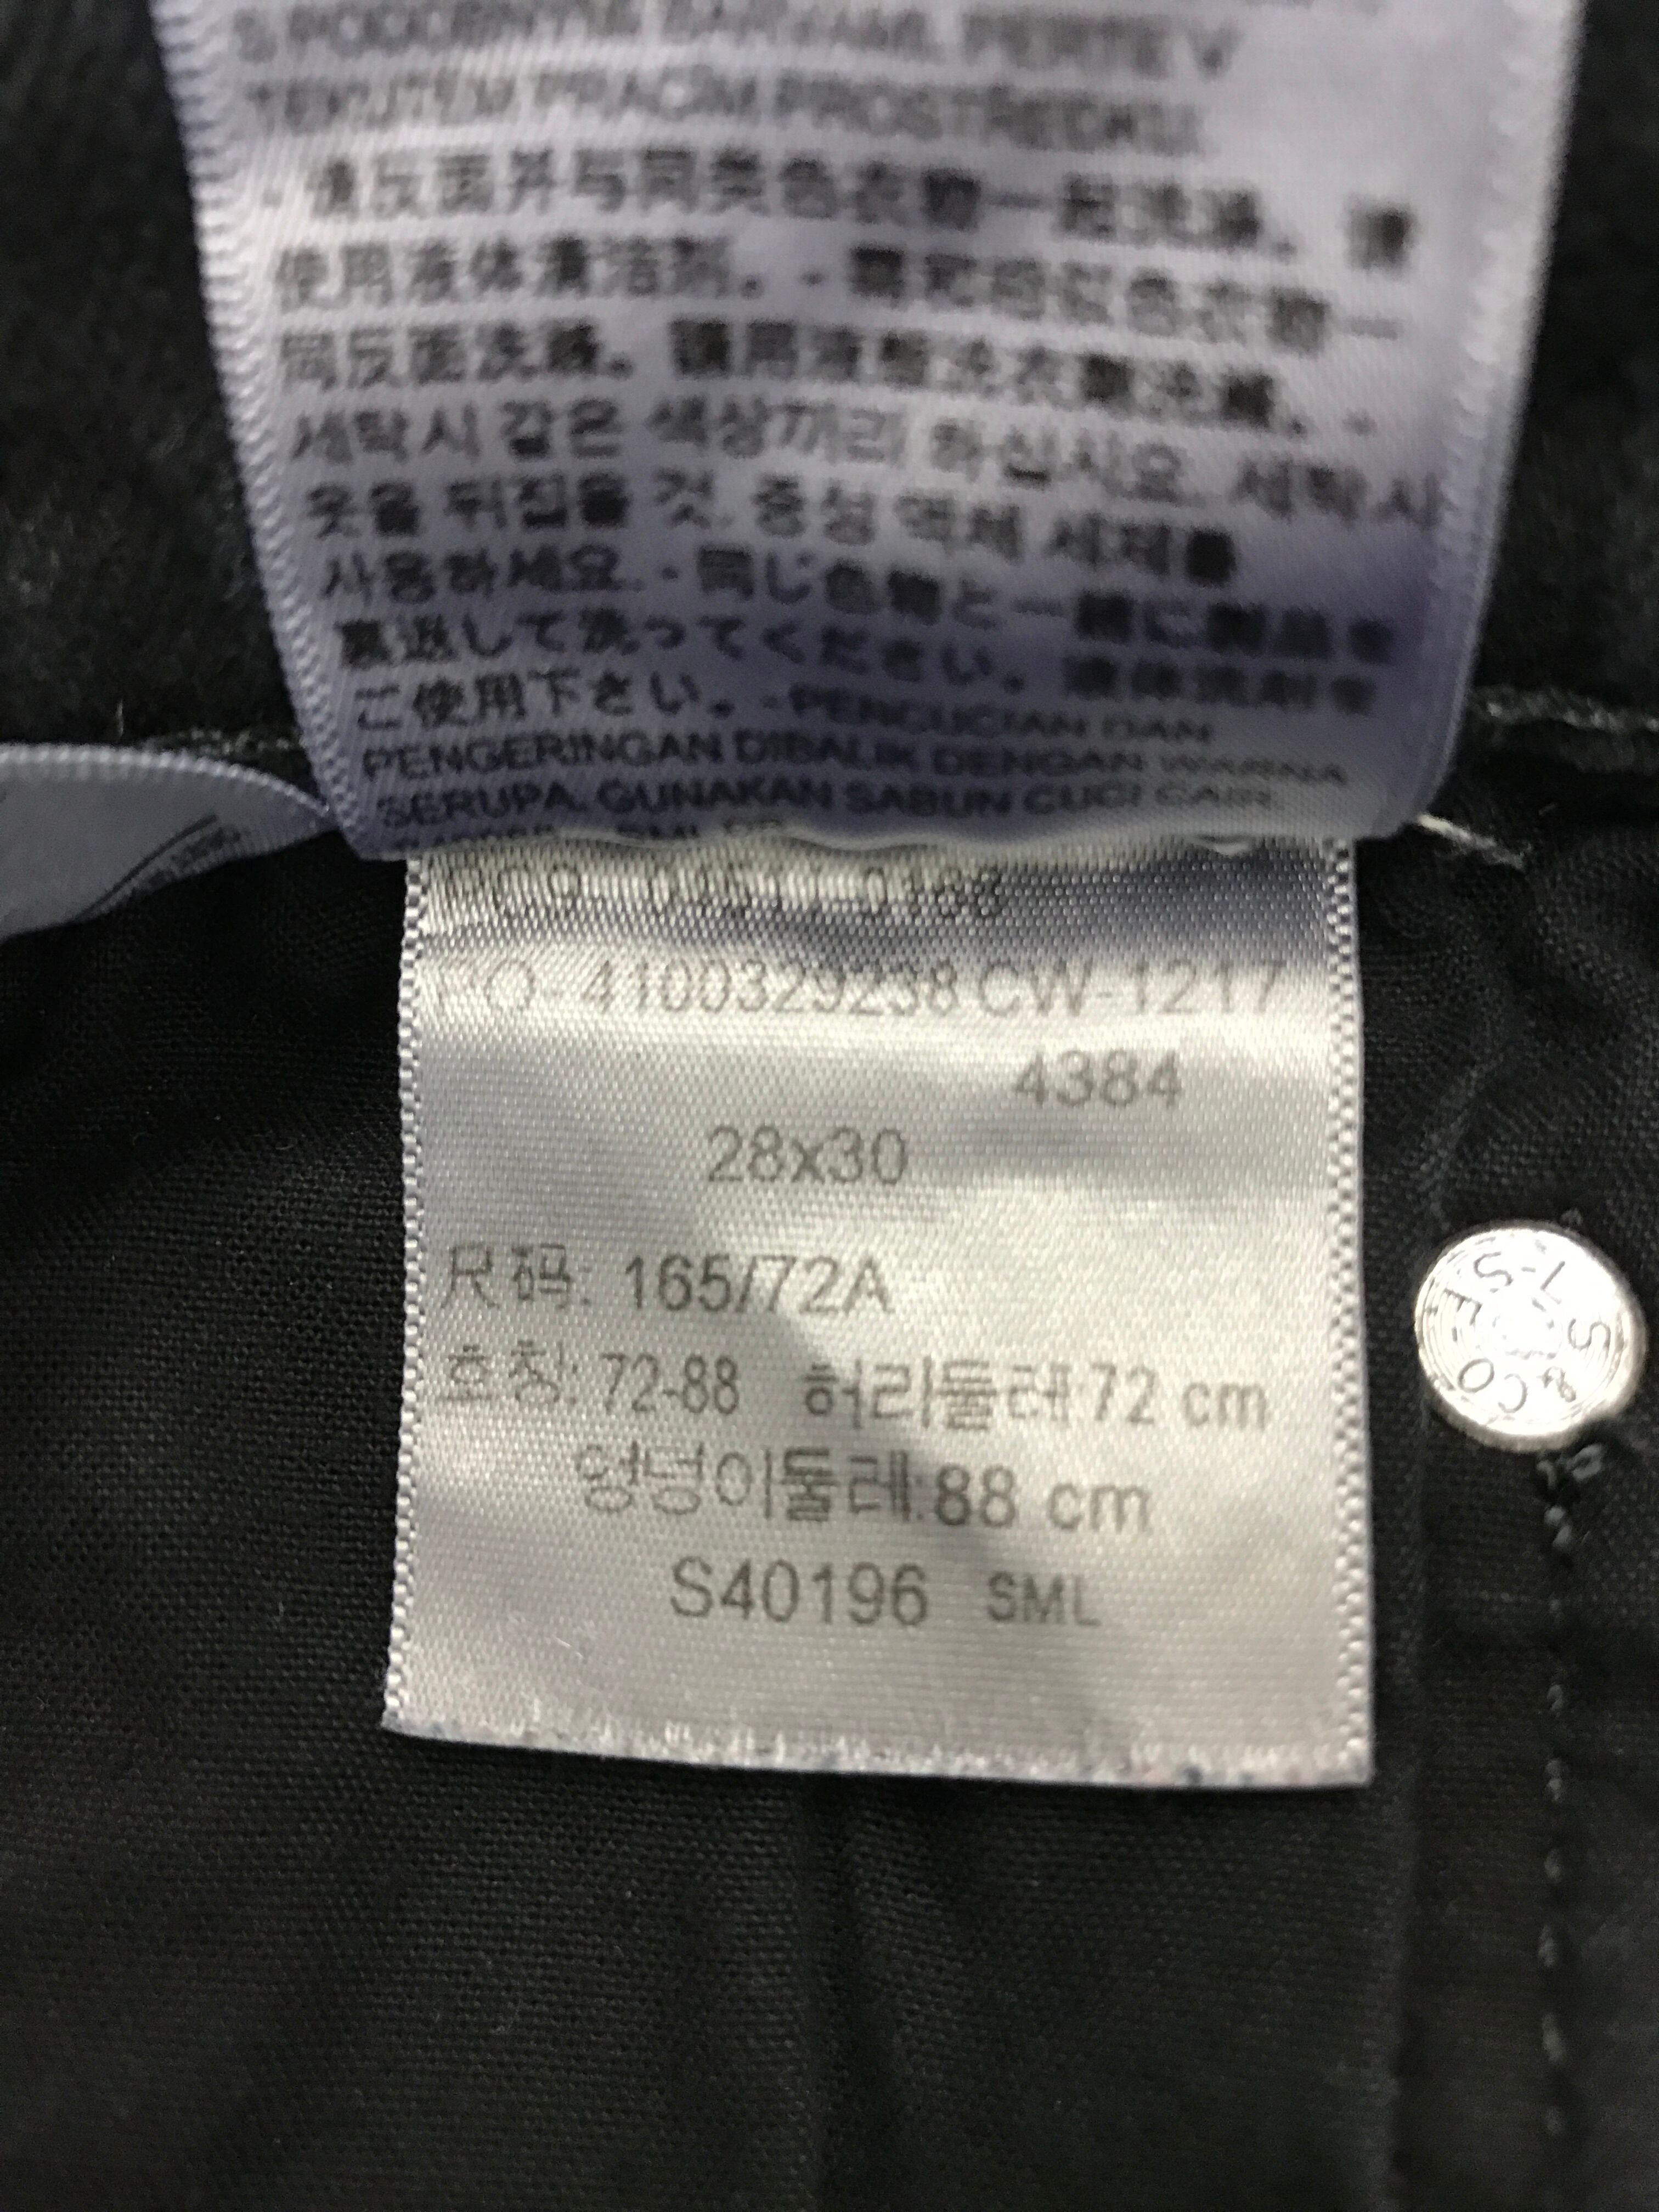 TEKUTÉM PRACÍM PROSTŘEDKU.
- 请反面并与同类色衣物一起洗涤。 请
使用液体清洁剂。 - 需和相似色衣物一
同反面洗滌。 請用液態洗衣劑洗滌。 -
세탁시 같은 색상끼리 하십시요. 세탁시
옷을 뒤집을 것. 중성 액체 세제를
사용하세요. - 同じ色物と一緒に製品を
裏返して洗ってください。 液体洗剤を
ご使用下さい。 - PENCUCIAN DAN
PENGERINGAN DIBALIK DENGAN WARNA
SERUPA. GUNAKAN SABUN CUCI CAIR.
PO - 4100329238 CW-1217
4384
28x30
尺码: 165/72A
호칭: 72-88 허리둘레:72 cm
엉덩이둘레:88 cm
S40196 SML
L.S.&CO. S.F.